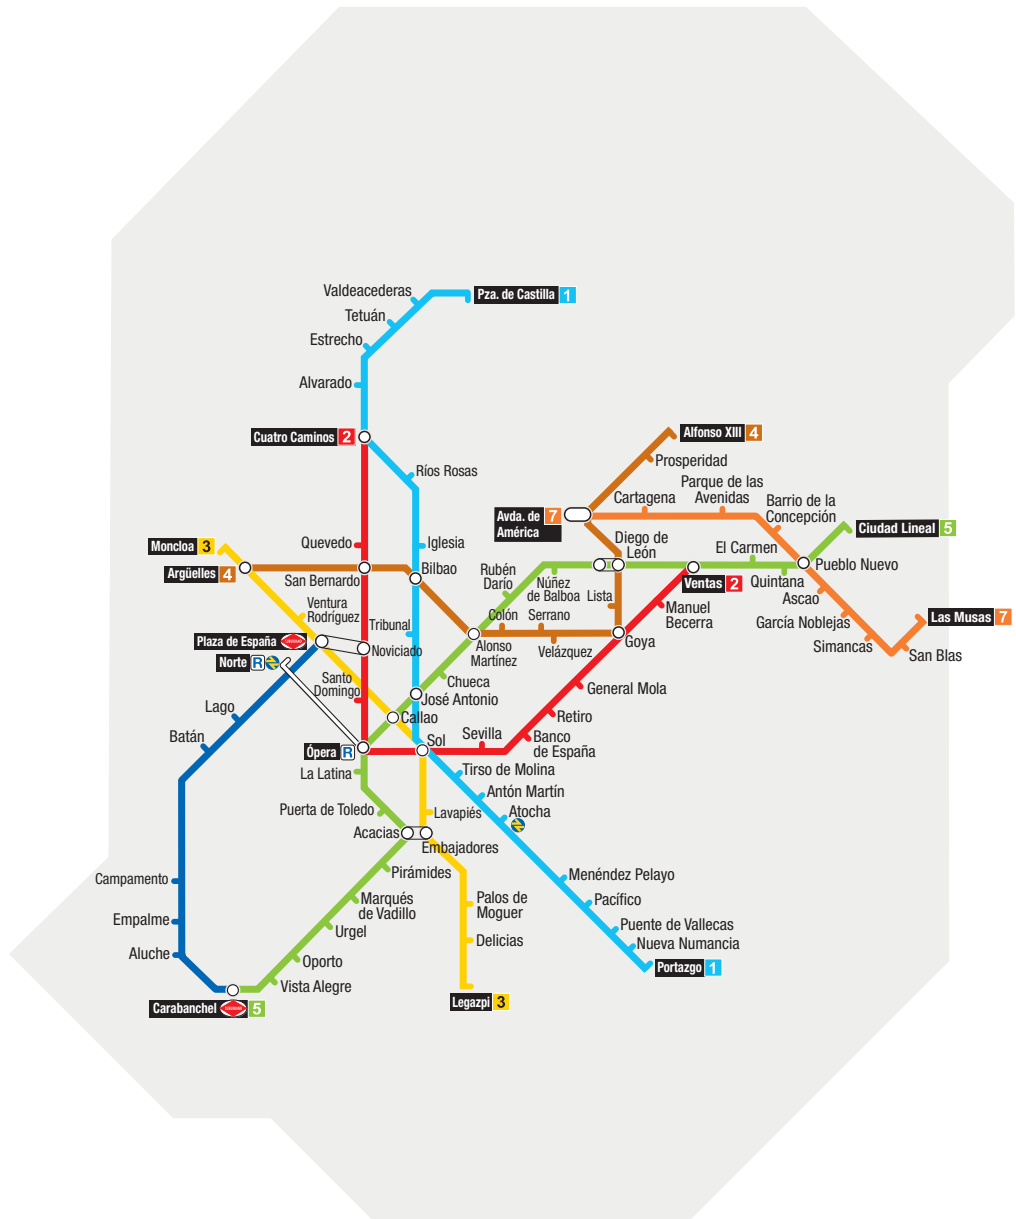 Valdeacederas
Pza. de Castilla 1
Tetuán
Estrecho
Alvarado
Cuatro Caminos 2
Alfonso XIII 4
Ríos Rosas
Prosperidad
Parque de las
Avenidas
Cartagena
Barrio de la
Concepción
Avda. de
América
7
Ciudad Lineal 5
Diego de
León
Quevedo
Iglesia
Moncloa 3
El Carmen
Pueblo Nuevo
Argüelles 4
San Bernardo
Bilbao
Rubén
Darío
Núñez
de Balboa
Lista
Ventas 2
Quintana
Ascao
Ventura
Rodríguez
Colón
Serrano
Manuel
Becerra
García Noblejas
Las Musas 7
Tribunal
Plaza de España
Noviciado
Alonso
Martínez
Velázquez
Goya
Simancas
San Blas
Norte R
Santo
Domingo
Chueca
General Mola
José Antonio
Lago
Callao
Retiro
Batán
Sevilla
Banco
de España
Ópera R
Sol
La Latina
Tirso de Molina
Antón Martín
Puerta de Toledo
Lavapiés
Atocha
Acacias
Embajadores
Campamento
Pirámides
Menéndez Pelayo
Marqués
de Vadillo
Palos de
Moguer
Pacífico
Empalme
Urgel
Puente de Vallecas
Delicias
Nueva Numancia
Aluche
Oporto
Portazgo 1
Vista Alegre
Carabanchel 5
Legazpi 3